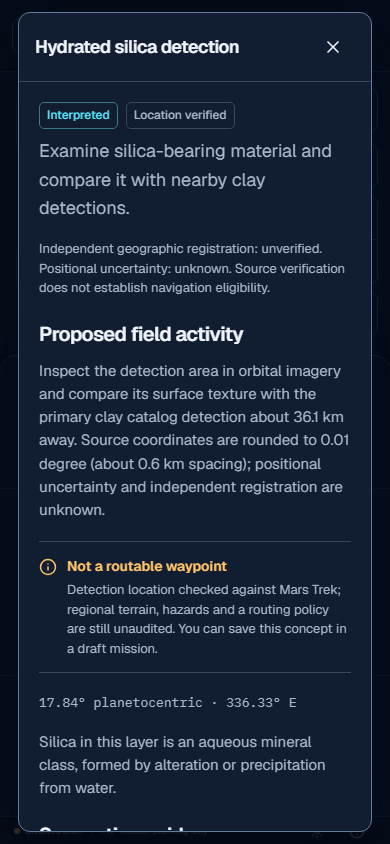 Hydrated silica detection
Interpreted
Location verified
Examine silica-bearing material and
compare it with nearby clay
detections.
Independent geographic registration: unverified.
Positional uncertainty: unknown. Source verification
does not establish navigation eligibility.
Proposed field activity
Inspect the detection area in orbital imagery
and compare its surface texture with the
primary clay catalog detection about 36.1 km
away. Source coordinates are rounded to 0.01
degree (about 0.6 km spacing); positional
uncertainty and independent registration are
unknown.
Not a routable waypoint
Detection location checked against Mars Trek;
regional terrain, hazards and a routing policy
are still unaudited. You can save this concept in
a draft mission.
17.84° planetocentric · 336.33° E
Silica in this layer is an aqueous mineral
class, formed by alteration or precipitation
from water.